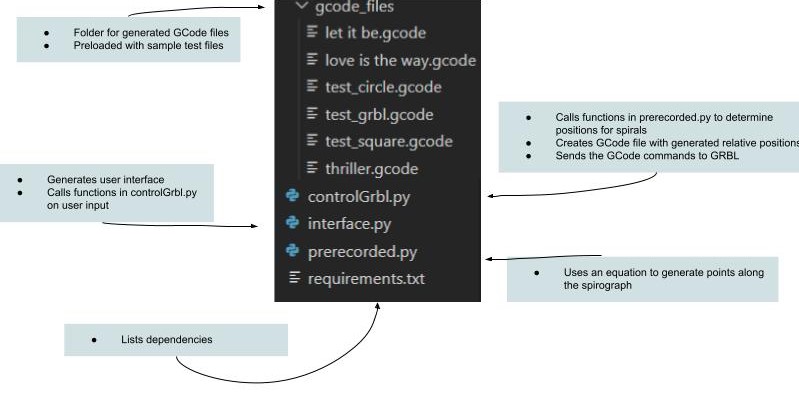 gcode_files
Folder for generated GCode files
Preloaded with sample test files
let it be.gcode
love is the way.gcode
test_circle.gcode
test_grbl.gcode
test_square.gcode
thriller.gcode
Calls functions in prerecorded.py to determine
positions for spirals
Creates GCode file with generated relative positions
Sends the GCode commands to GRBL
Generates user interface
Calls functions in controlGrbl.py
on user input
controlGrbl.py
interface.py
prerecorded.py
requirements.txt
Uses an equation to generate points along
the spirograph
Lists dependencies